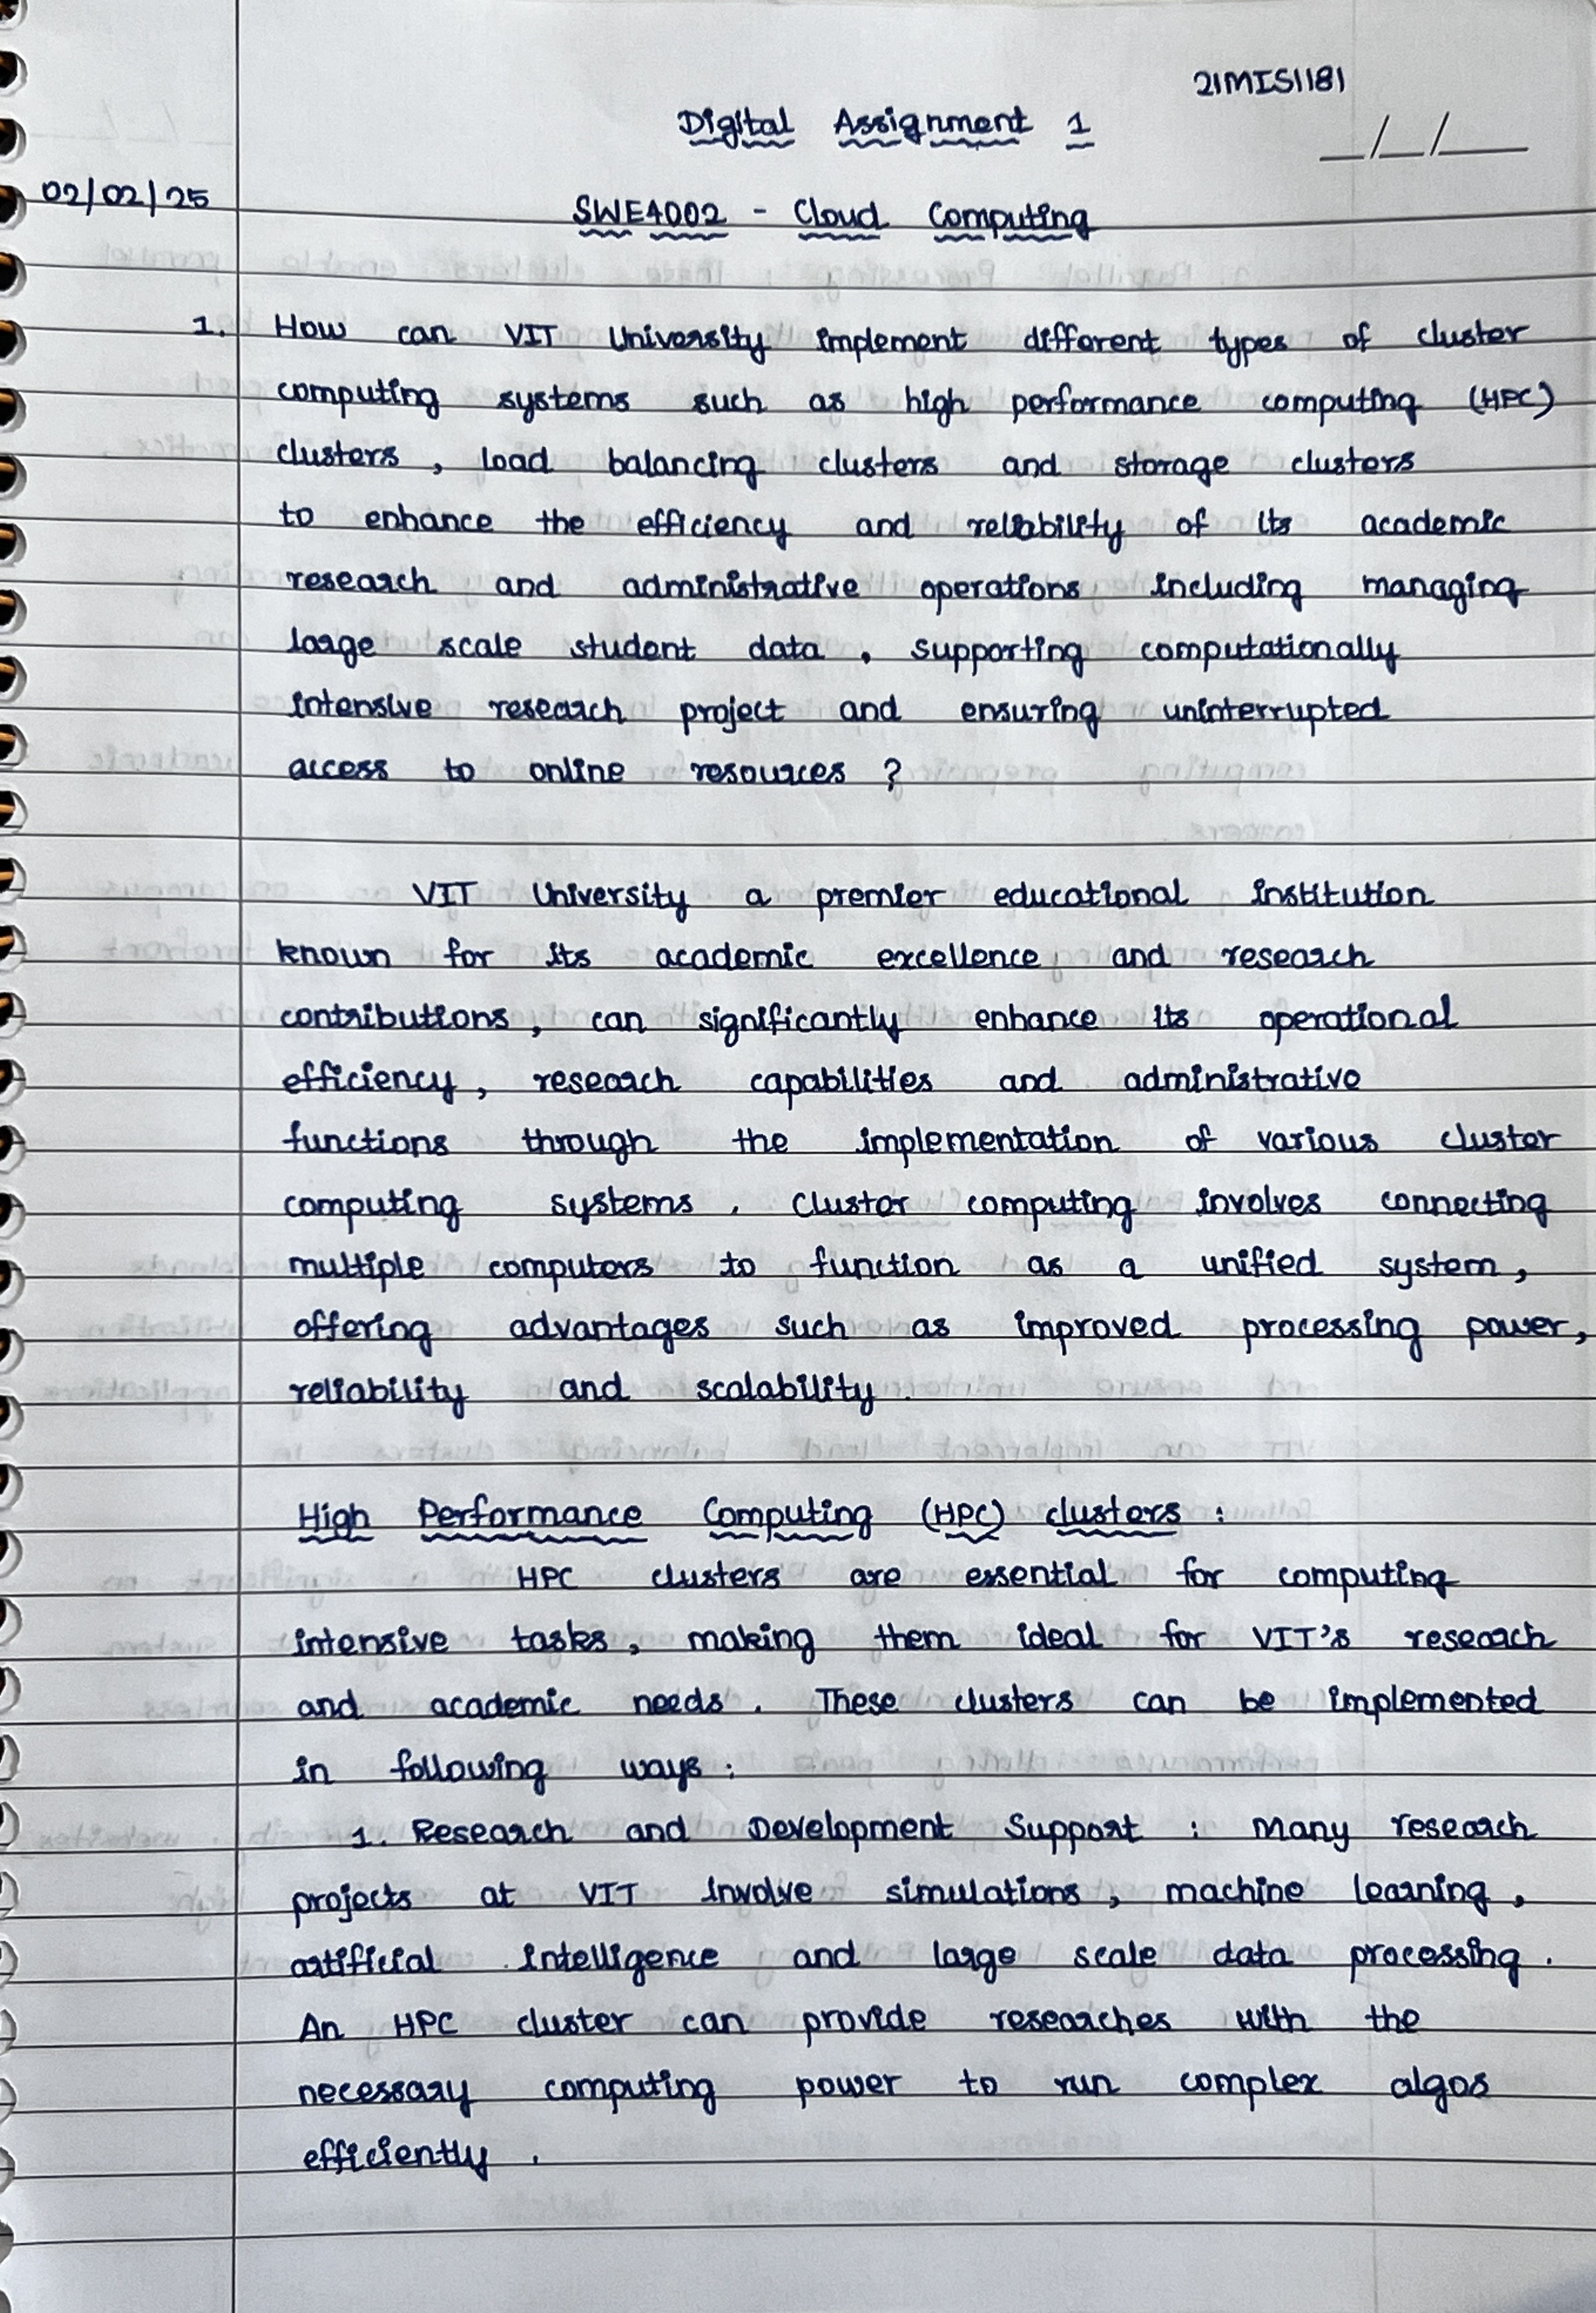 21MIS1181
Digital Assignment 1
__/__/____
02/02/25
SWE4002 - Cloud Computing
1. How can VIT University implement different types of cluster
computing systems such as high performance computing (HPC)
clusters , load balancing clusters and storage clusters
to enhance the efficiency and reliability of its academic
research and administrative operations including managing
large scale student data , supporting computationally
intensive research project and ensuring uninterrupted
access to online resources ?
VIT University a premier educational institution
known for its academic excellence and research
contributions , can significantly enhance its operational
efficiency , research capabilities and administrative
functions through the implementation of various cluster
computing systems . Cluster computing involves connecting
multiple computers to function as a unified system ,
offering advantages such as improved processing power ,
reliability and scalability .
High Performance Computing (HPC) clusters :
HPC clusters are essential for computing
intensive tasks , making them ideal for VIT's research
and academic needs . These clusters can be implemented
in following ways :
1. Research and Development Support : Many research
projects at VIT involve simulations , machine learning ,
artificial intelligence and large scale data processing .
An HPC cluster can provide researches with the
necessary computing power to run complex algos
efficiently .